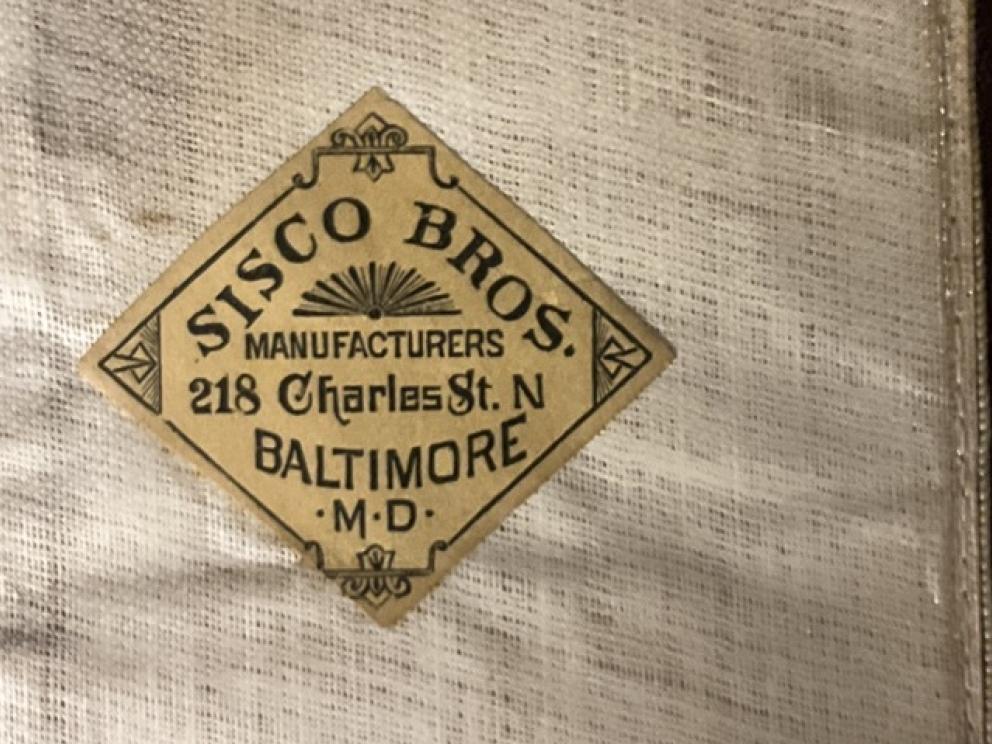 SISCO BROS.
MANUFACTURERS
218 Charles St. N
BALTIMORE
·M·D·